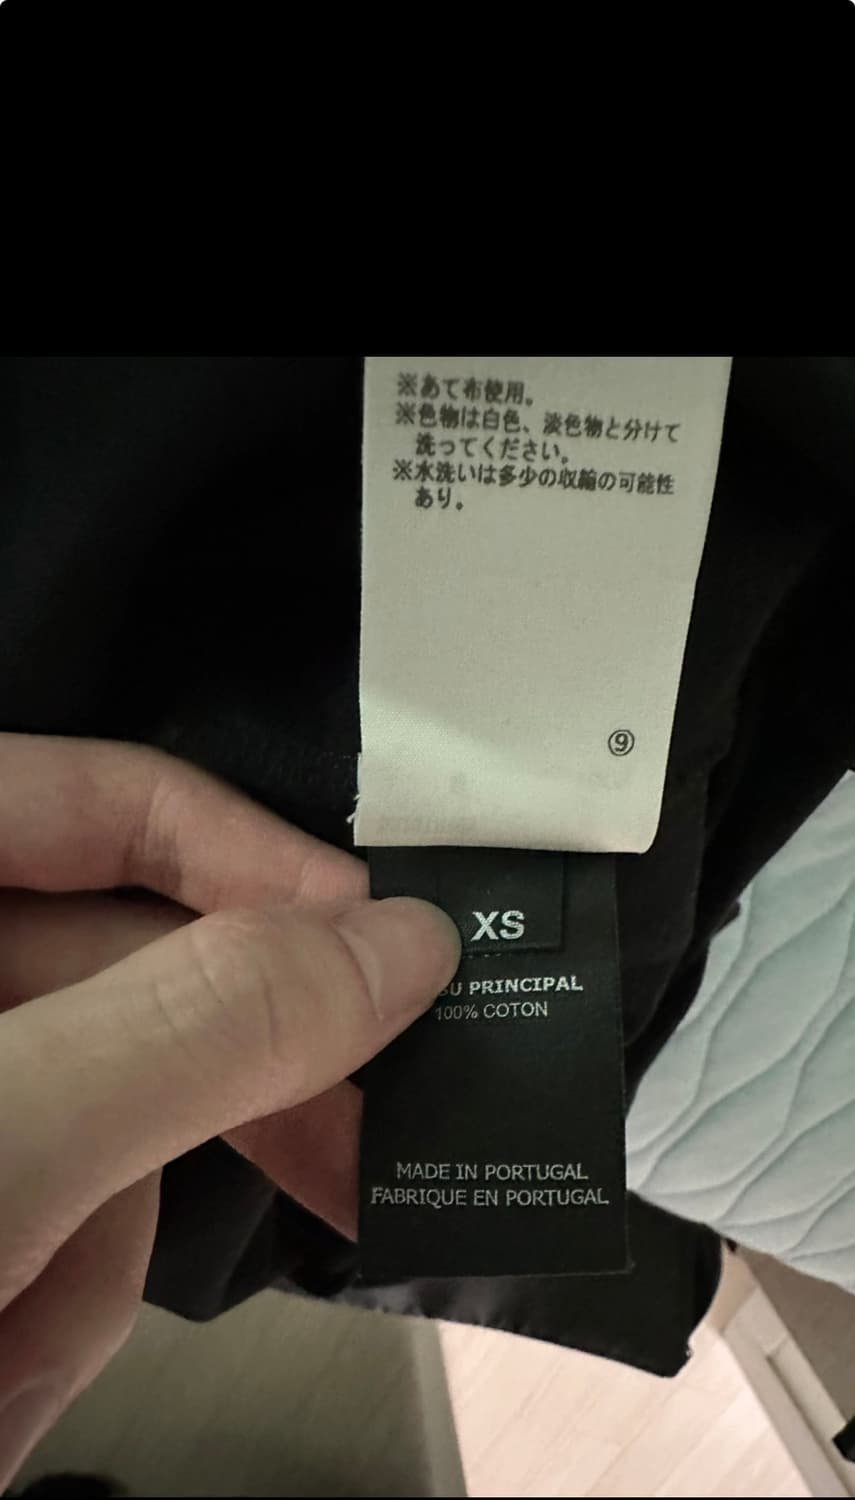 ※あて布使用。
※色物は白色、淡色物と分けて
洗ってください。
※水洗いは多少の収縮の可能性
あり。
⑨
XS
SU PRINCIPAL
100% COTON
MADE IN PORTUGAL
FABRIQUE EN PORTUGAL